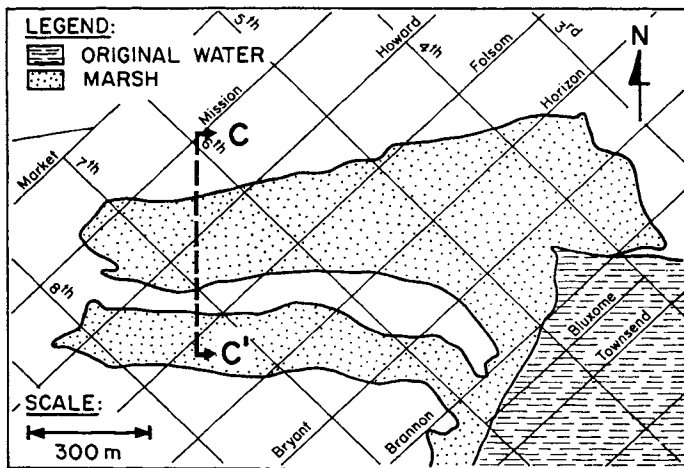 LEGEND:
ORIGINAL WATER
MARSH
5th
Howard
4th
Folsom
3rd
N
Mission
Horizon
C
6th
Market
7th
8th
C'
Bluxome
Townsend
SCALE:
300 m
Bryant
Brannon